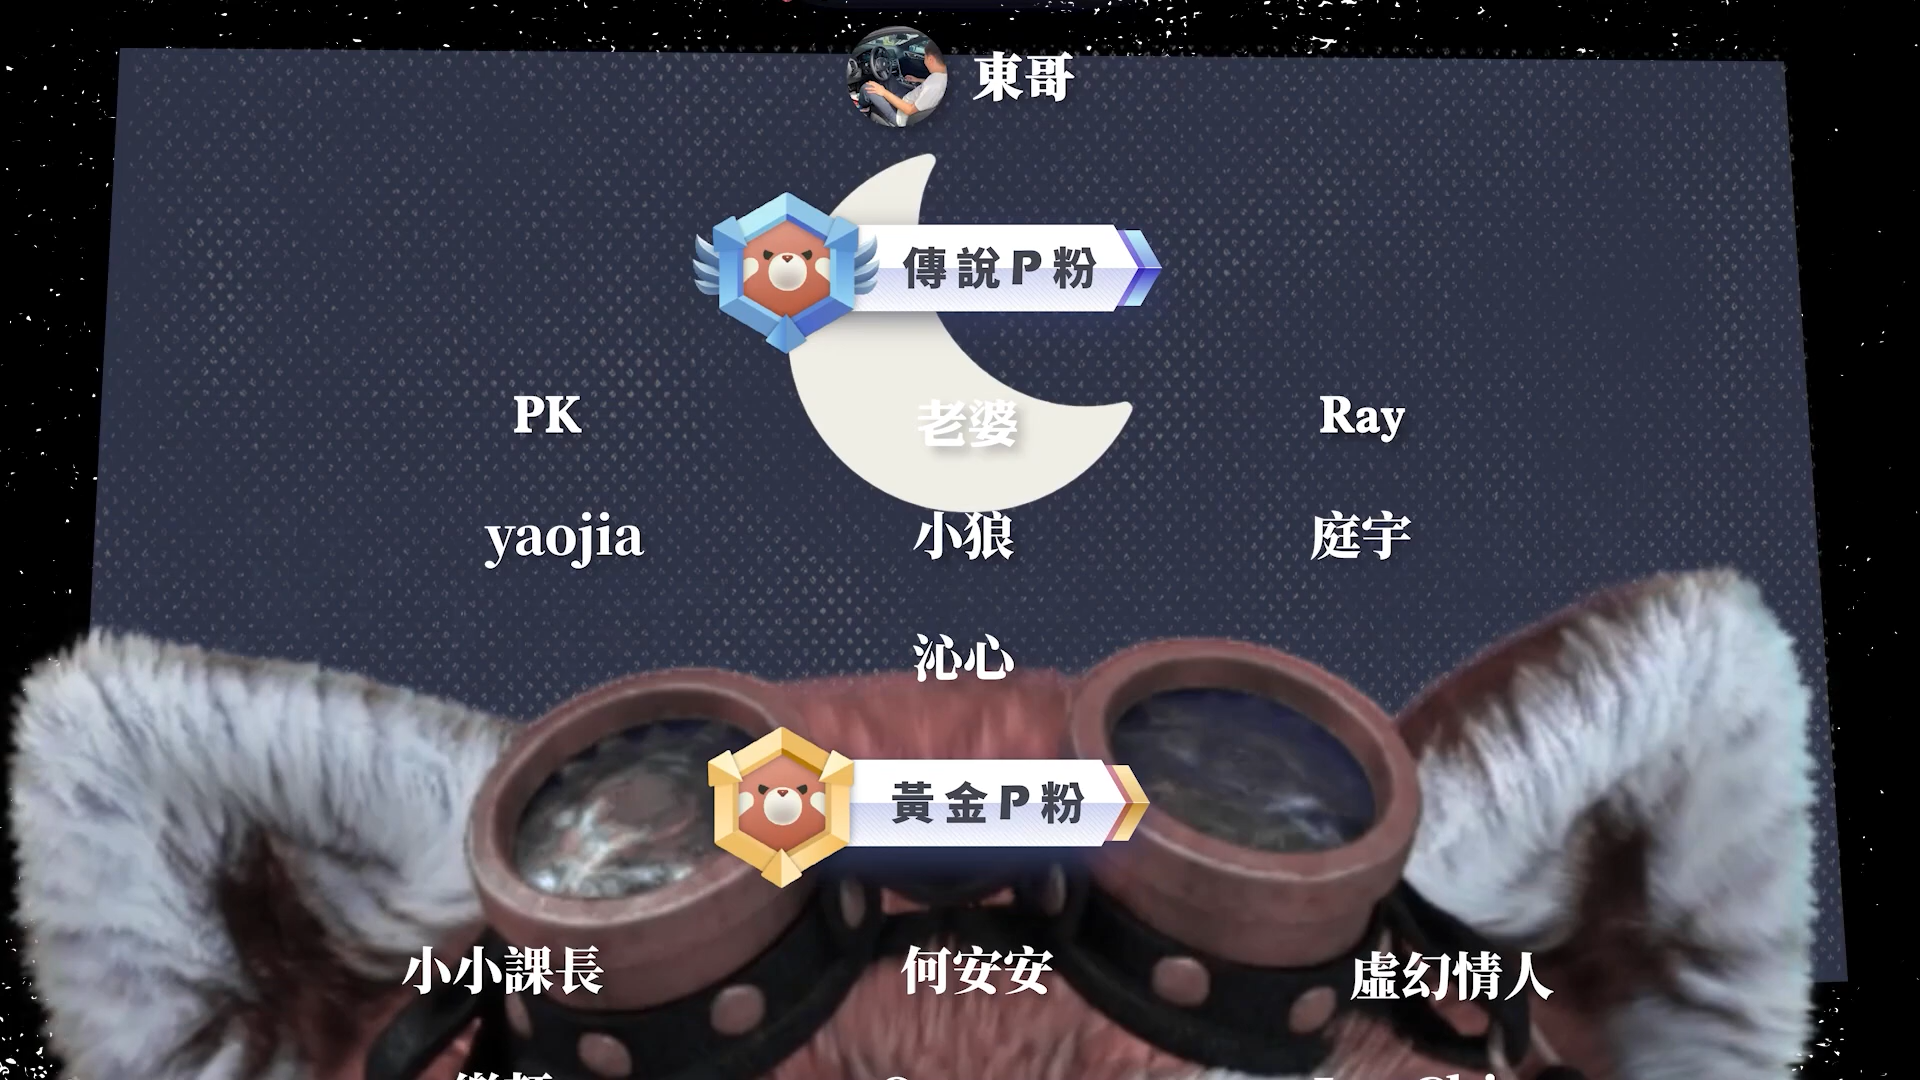 東哥
傳說P粉
PK 老婆 Ray
yaojia 小狼 庭宇
沁心
黃金P粉
小小課長 何安安 虛幻情人